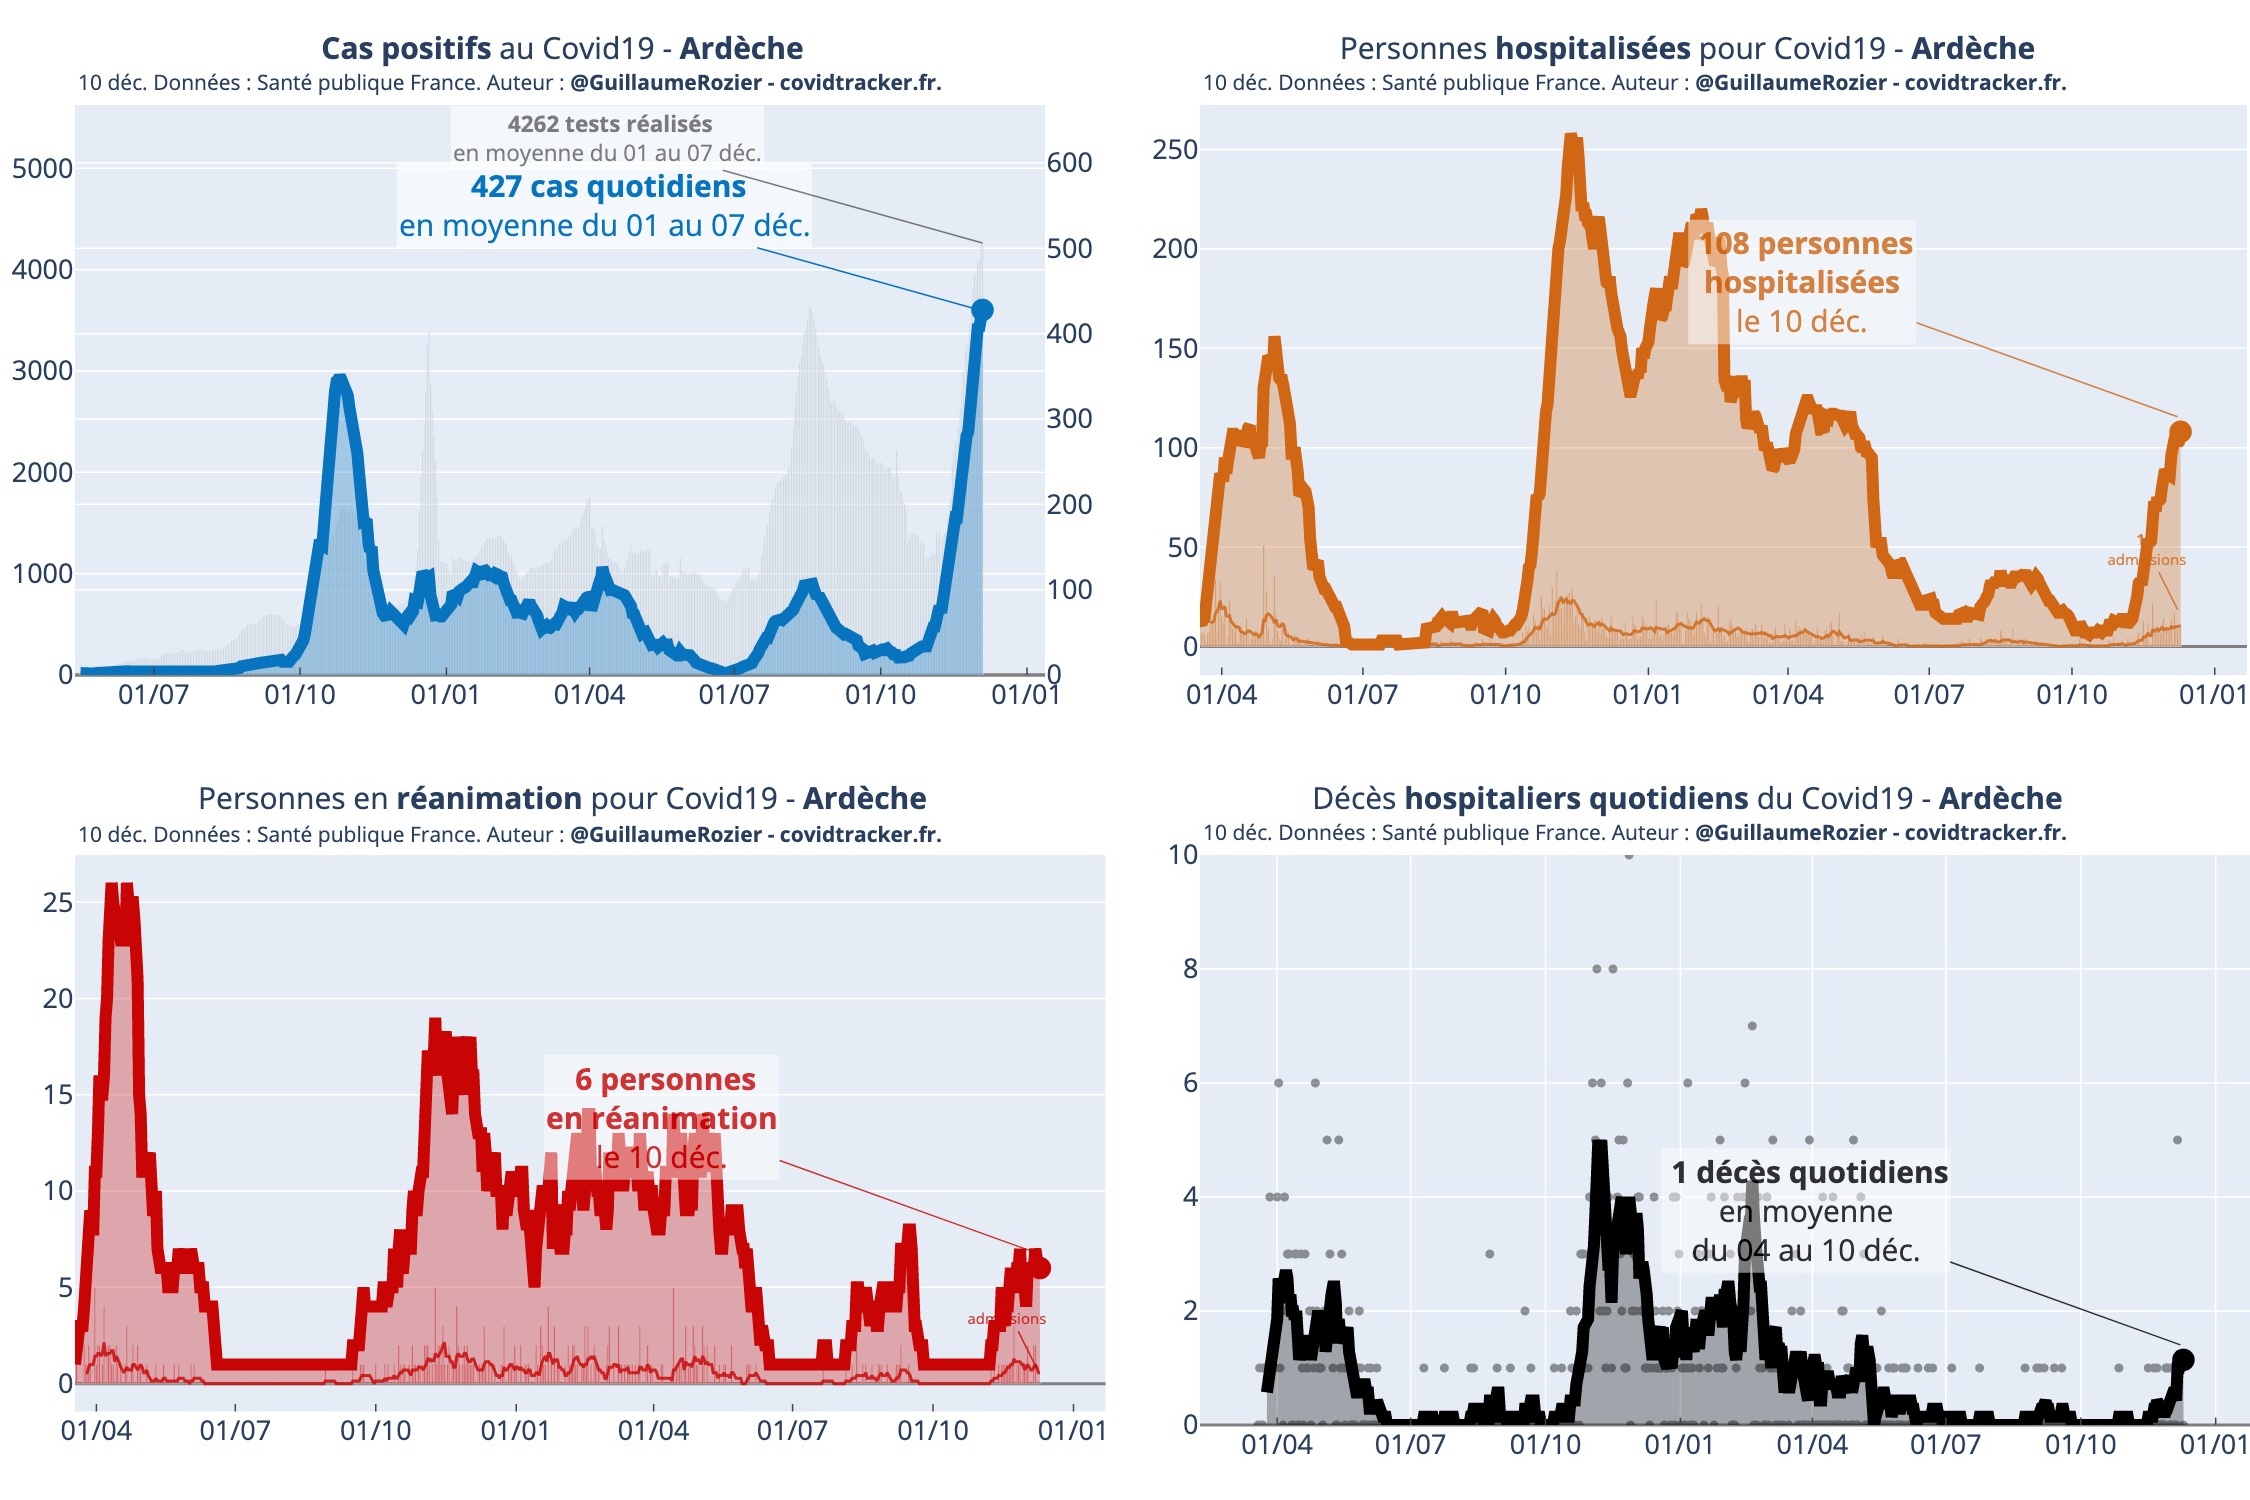 Cas positifs au Covid19 - Ardèche
10 déc. Données : Santé publique France. Auteur : @GuillaumeRozier - covidtracker.fr.
4262 tests réalisés
en moyenne du 01 au 07 déc.
427 cas quotidiens
en moyenne du 01 au 07 déc.
5000
4000
3000
2000
1000
0
600
500
400
300
200
100
0
01/07 01/10 01/01 01/04 01/07 01/10 01/01
Personnes hospitalisées pour Covid19 - Ardèche
10 déc. Données : Santé publique France. Auteur : @GuillaumeRozier - covidtracker.fr.
250
200
150
100
50
0
108 personnes
hospitalisées
le 10 déc.
admissions
01/04 01/07 01/10 01/01 01/04 01/07 01/10 01/01
Personnes en réanimation pour Covid19 - Ardèche
10 déc. Données : Santé publique France. Auteur : @GuillaumeRozier - covidtracker.fr.
25
20
15
10
5
0
6 personnes
en réanimation
le 10 déc.
admissions
01/04 01/07 01/10 01/01 01/04 01/07 01/10 01/01
Décès hospitaliers quotidiens du Covid19 - Ardèche
10 déc. Données : Santé publique France. Auteur : @GuillaumeRozier - covidtracker.fr.
10
8
6
4
2
0
1 décès quotidiens
en moyenne
du 04 au 10 déc.
01/04 01/07 01/10 01/01 01/04 01/07 01/10 01/01